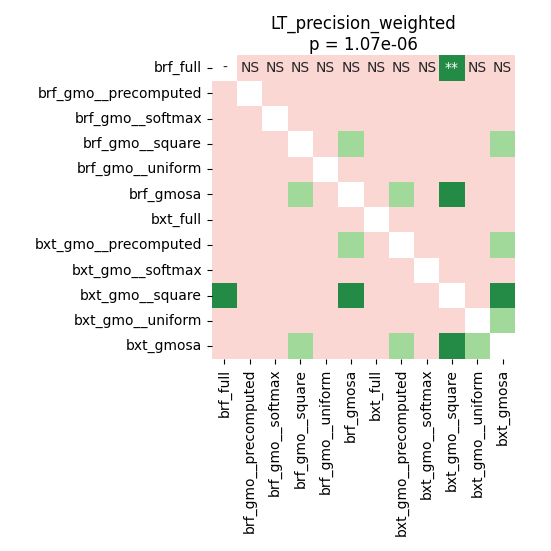 LT_precision_weighted
p = 1.07e-06
brf_full - NS NS NS NS NS NS NS NS ** NS NS
brf_gmo__precomputed
brf_gmo__softmax
brf_gmo__square
brf_gmo__uniform
brf_gmosa
bxt_full
bxt_gmo__precomputed
bxt_gmo__softmax
bxt_gmo__square
bxt_gmo__uniform
bxt_gmosa
brf_full
brf_gmo__precomputed
brf_gmo__softmax
brf_gmo__square
brf_gmo__uniform
brf_gmosa
bxt_full
bxt_gmo__precomputed
bxt_gmo__softmax
bxt_gmo__square
bxt_gmo__uniform
bxt_gmosa